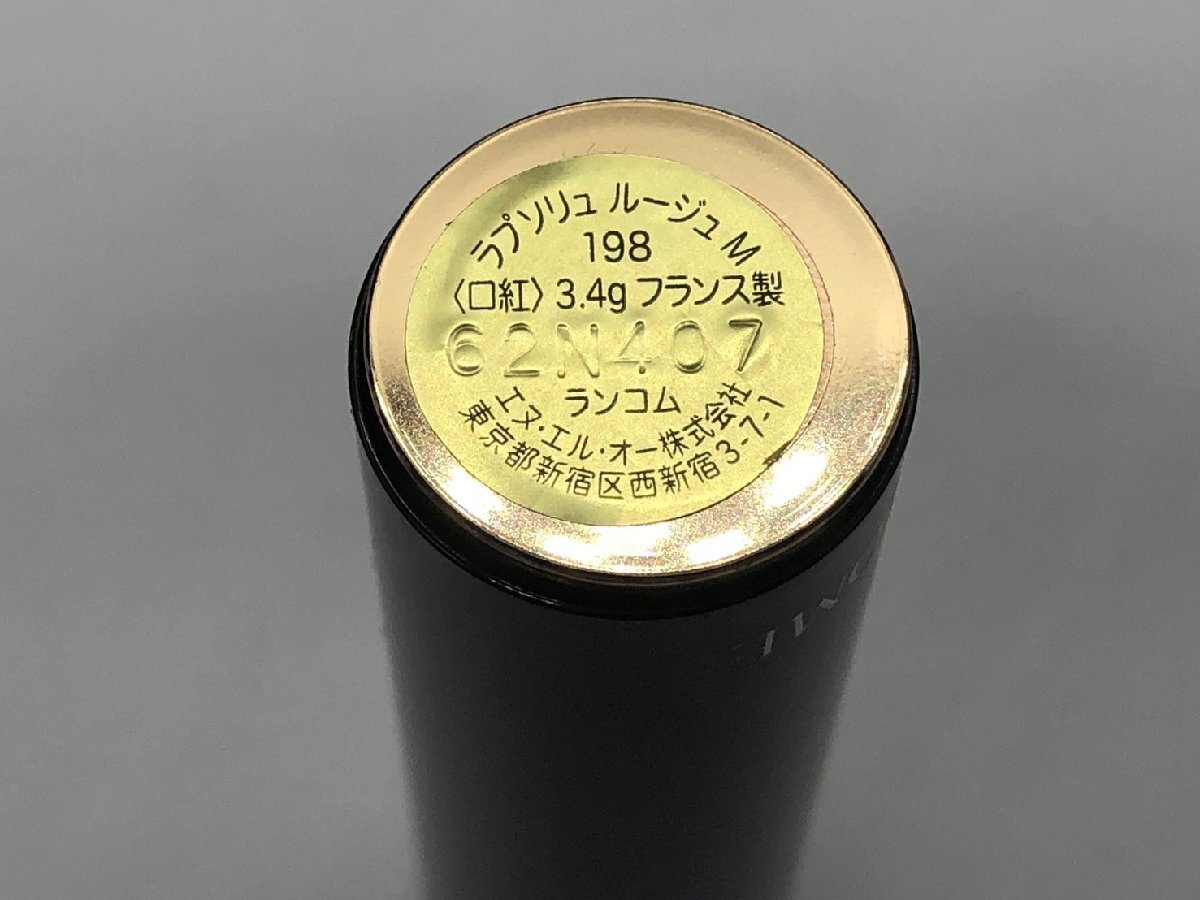 ラプソリュ ルージュ M
198
〈口紅〉 3.4g フランス製
62N407
ランコム
エヌ・エル・オー株式会社
東京都新宿区西新宿3-7-1